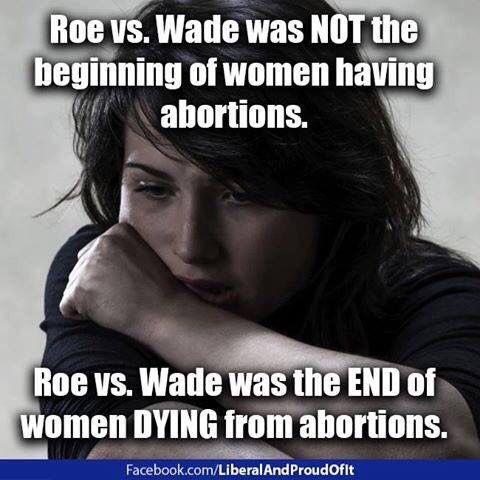 Roe vs. Wade was NOT the
beginning of women having
abortions.
Roe vs. Wade was the END of
women DYING from abortions.
Facebook.com/LiberalAndProudOfIt